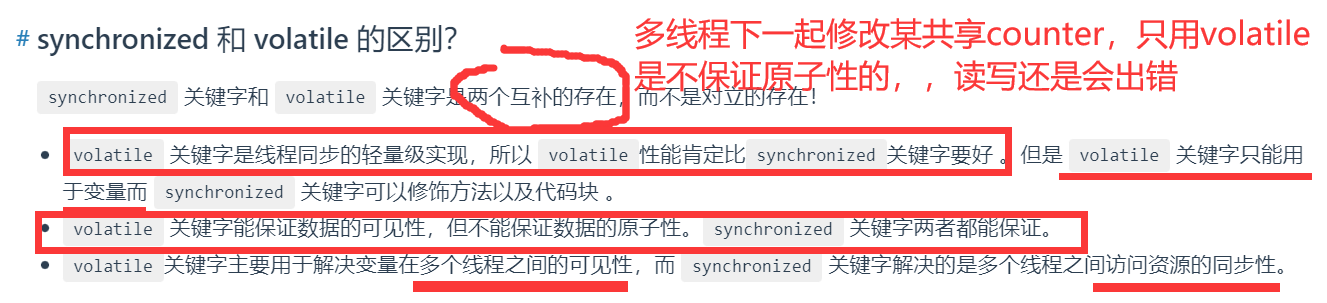 # synchronized 和 volatile 的区别？
多线程下一起修改某共享counter，只用volatile
是不保证原子性的，，读写还是会出错
synchronized 关键字和 volatile 关键字是两个互补的存在，而不是对立的存在！
• volatile 关键字是线程同步的轻量级实现，所以 volatile 性能肯定比 synchronized 关键字要好 。但是 volatile 关键字只能用
于变量而 synchronized 关键字可以修饰方法以及代码块 。
• volatile 关键字能保证数据的可见性，但不能保证数据的原子性。 synchronized 关键字两者都能保证。
• volatile 关键字主要用于解决变量在多个线程之间的可见性，而 synchronized 关键字解决的是多个线程之间访问资源的同步性。